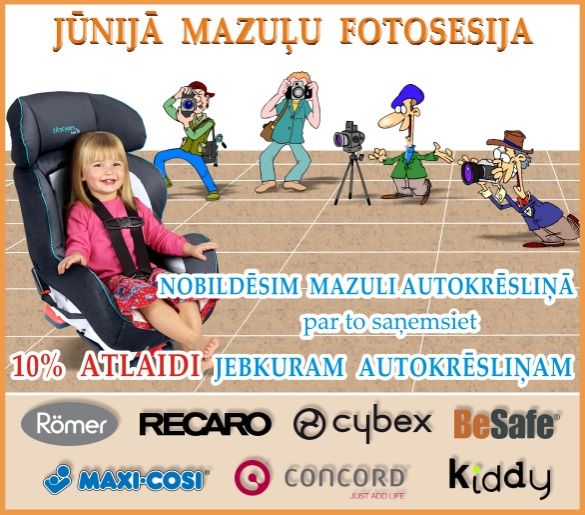 JŪNIJĀ MAZUĻU FOTOSESIJA
NOBILDĒSIM MAZULI AUTOKRĒSLIŅĀ
par to saņemsiet
10% ATLAIDI JEBKURAM AUTOKRĒSLIŅAM
Römer RECARO cybex BeSafe®
MAXI-COSI® CONCORD® kiddy
JUST ADD LIFE